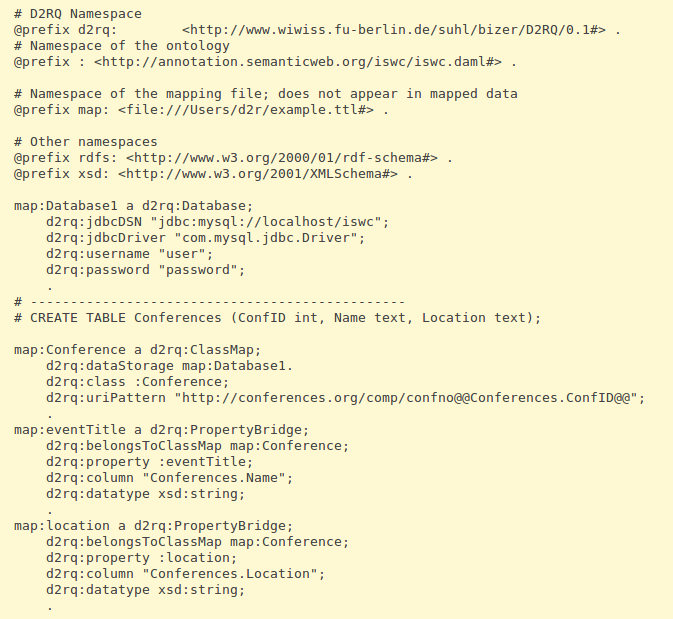 # D2RQ Namespace
@prefix d2rq:        <http://www.wiwiss.fu-berlin.de/suhl/bizer/D2RQ/0.1#> .
# Namespace of the ontology
@prefix : <http://annotation.semanticweb.org/iswc/iswc.daml#> .

# Namespace of the mapping file; does not appear in mapped data
@prefix map: <file:///Users/d2r/example.ttl#> .

# Other namespaces
@prefix rdfs: <http://www.w3.org/2000/01/rdf-schema#> .
@prefix xsd: <http://www.w3.org/2001/XMLSchema#> .

map:Database1 a d2rq:Database;
    d2rq:jdbcDSN "jdbc:mysql://localhost/iswc";
    d2rq:jdbcDriver "com.mysql.jdbc.Driver";
    d2rq:username "user";
    d2rq:password "password";
    .
# -----------------------------------------------
# CREATE TABLE Conferences (ConfID int, Name text, Location text);

map:Conference a d2rq:ClassMap;
    d2rq:dataStorage map:Database1.
    d2rq:class :Conference;
    d2rq:uriPattern "http://conferences.org/comp/confno@@Conferences.ConfID@@";
    .
map:eventTitle a d2rq:PropertyBridge;
    d2rq:belongsToClassMap map:Conference;
    d2rq:property :eventTitle;
    d2rq:column "Conferences.Name";
    d2rq:datatype xsd:string;
    .
map:location a d2rq:PropertyBridge;
    d2rq:belongsToClassMap map:Conference;
    d2rq:property :location;
    d2rq:column "Conferences.Location";
    d2rq:datatype xsd:string;
    .